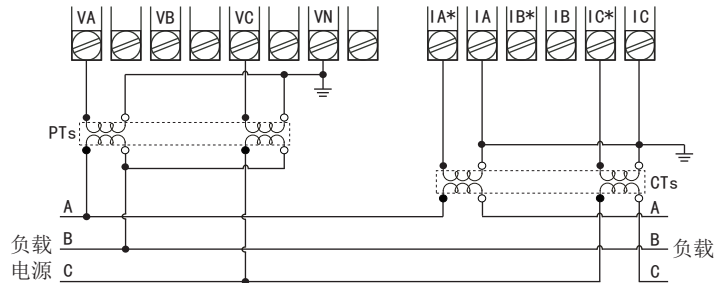 VA VB VC VN IA* IA IB* IB IC* IC
PTs
CTs
A A
负载 B B 负载
电源 C C